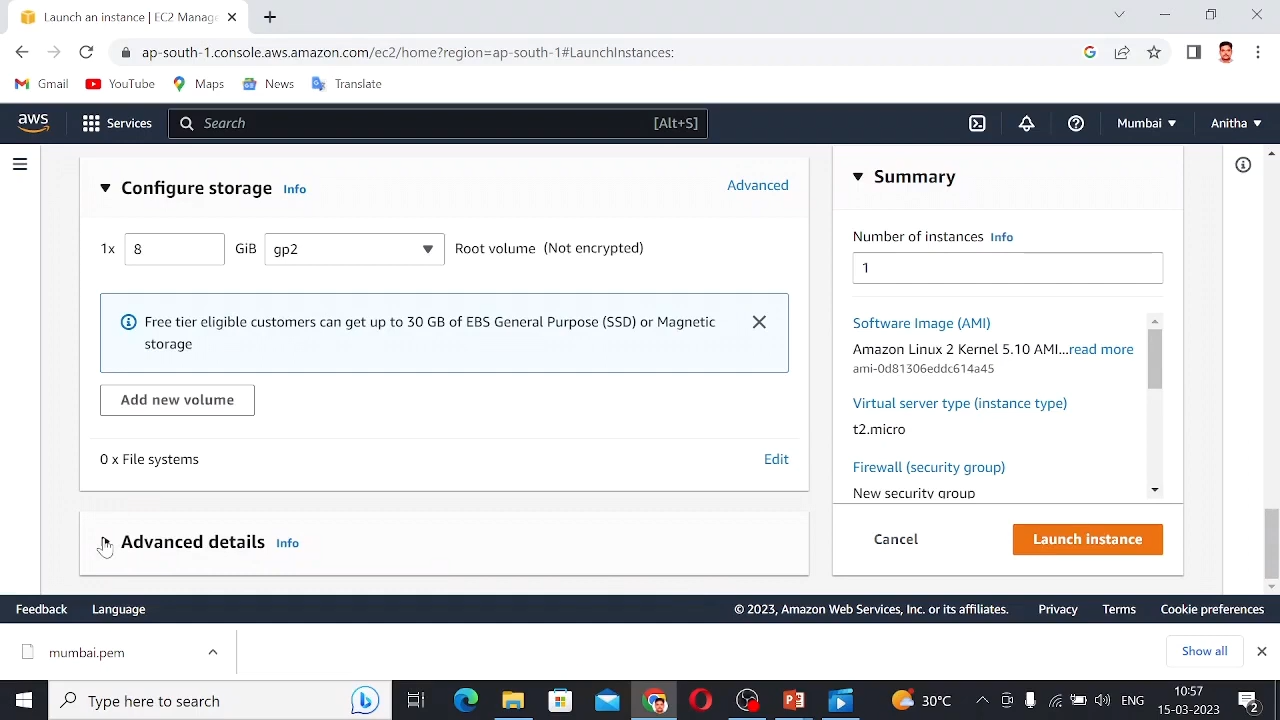 Launch an instance | EC2 Manage
ap-south-1.console.aws.amazon.com/ec2/home?region=ap-south-1#LaunchInstances:
Gmail YouTube Maps News Translate
aws Services Search [Alt+S] Mumbai Anitha
Configure storage Info Advanced
1x 8 GiB gp2 Root volume (Not encrypted)
Free tier eligible customers can get up to 30 GB of EBS General Purpose (SSD) or Magnetic
storage
Add new volume
0 x File systems Edit
Advanced details Info
Summary
Number of instances Info
1
Software Image (AMI)
Amazon Linux 2 Kernel 5.10 AMI...read more
ami-0d81306eddc614a45
Virtual server type (instance type)
t2.micro
Firewall (security group)
New security group
Cancel Launch instance
Feedback Language © 2023, Amazon Web Services, Inc. or its affiliates. Privacy Terms Cookie preferences
mumbai.pem Show all
Type here to search 30°C ENG 10:57
15-03-2023 2